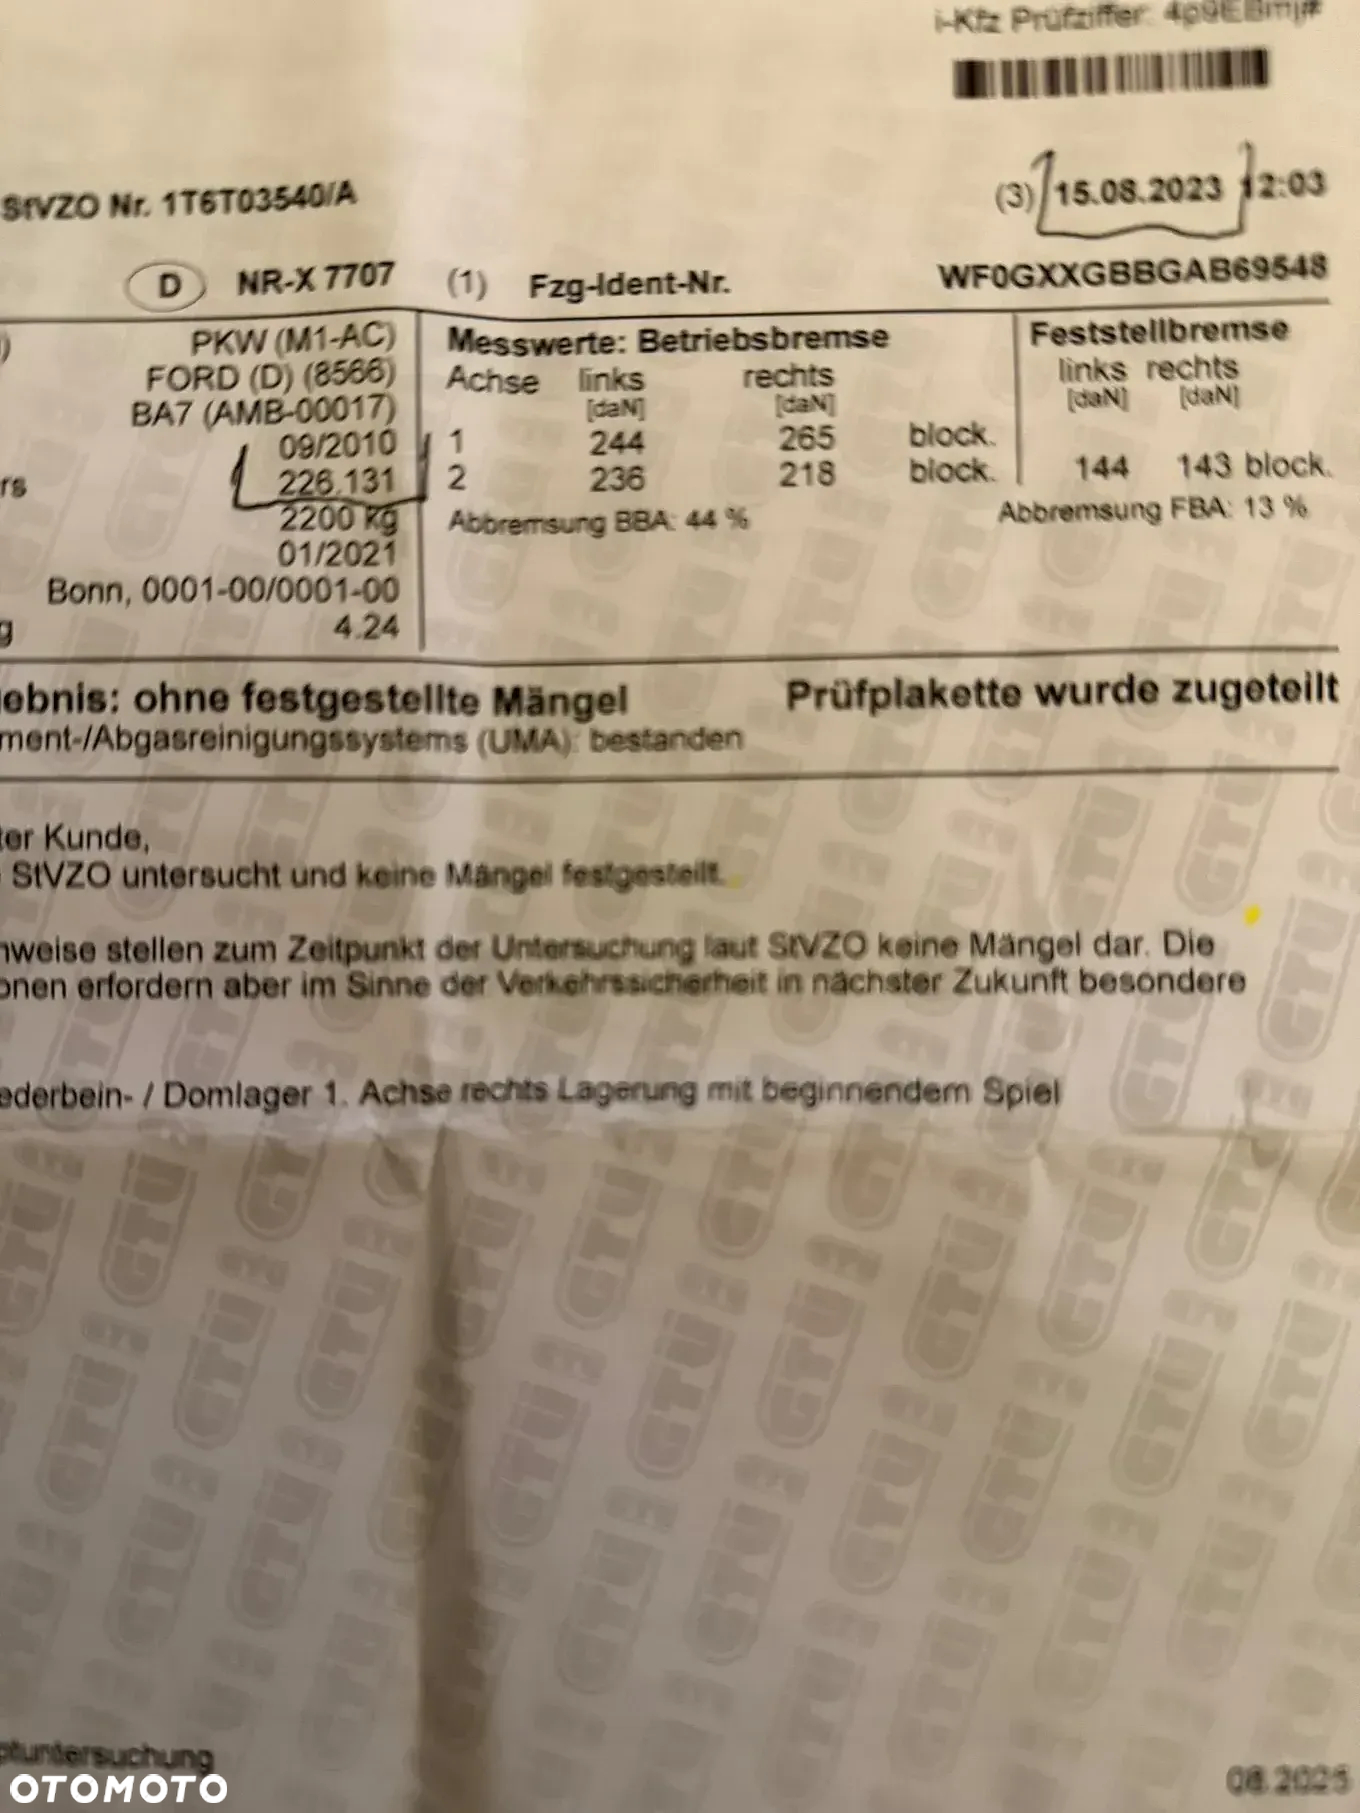 i-Kfz Prüfziffer: 4p9EBmj#
StVZO Nr. 1T6T03540/A
(3) 15.08.2023 12:03
D NR-X 7707 (1) Fzg-Ident-Nr. WF0GXXGBBGAB69548
PKW (M1-AC) Messwerte: Betriebsbremse Feststellbremse
FORD (D) (8566) Achse links rechts links rechts
BA7 (AMB-00017) [daN] [daN] [daN] [daN]
09/2010 1 244 265 block.
rs 226.131 2 236 218 block. 144 143 block.
2200 kg Abbremsung BBA: 44 % Abbremsung FBA: 13 %
01/2021
Bonn, 0001-00/0001-00
g 4.24
ebnis: ohne festgestellte Mängel Prüfplakette wurde zugeteilt
ment-/Abgasreinigungssystems (UMA): bestanden
ter Kunde,
StVZO untersucht und keine Mängel festgestellt.
nweise stellen zum Zeitpunkt der Untersuchung laut StVZO keine Mängel dar. Die
onen erfordern aber im Sinne der Verkehrssicherheit in nächster Zukunft besondere
ederbein- / Domlager 1. Achse rechts Lagerung mit beginnendem Spiel
ptuntersuchung
08.2025
OTOMOTO